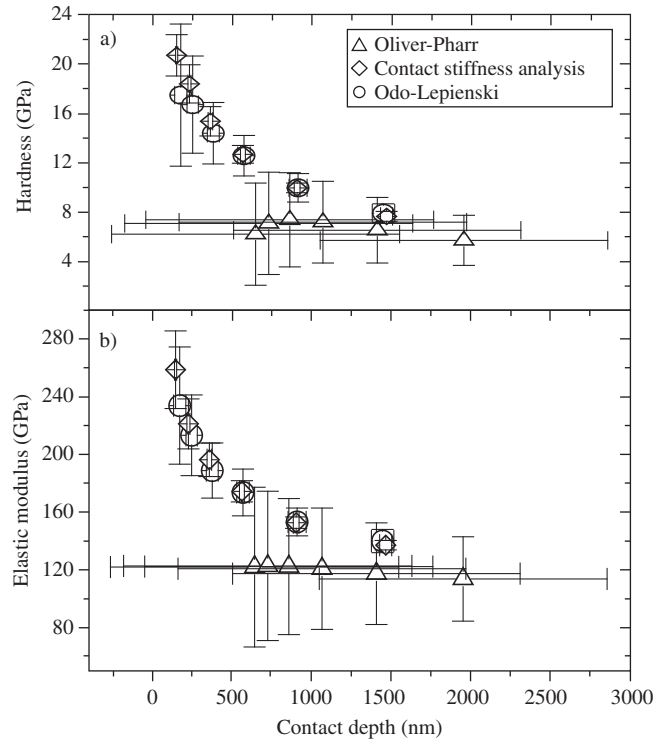 a)
Oliver-Pharr
Contact stiffness analysis
Odo-Lepienski
24
20
16
12
8
4
Hardness (GPa)
b)
280
240
200
160
120
80
Elastic modulus (GPa)
0 500 1000 1500 2000 2500 3000
Contact depth (nm)